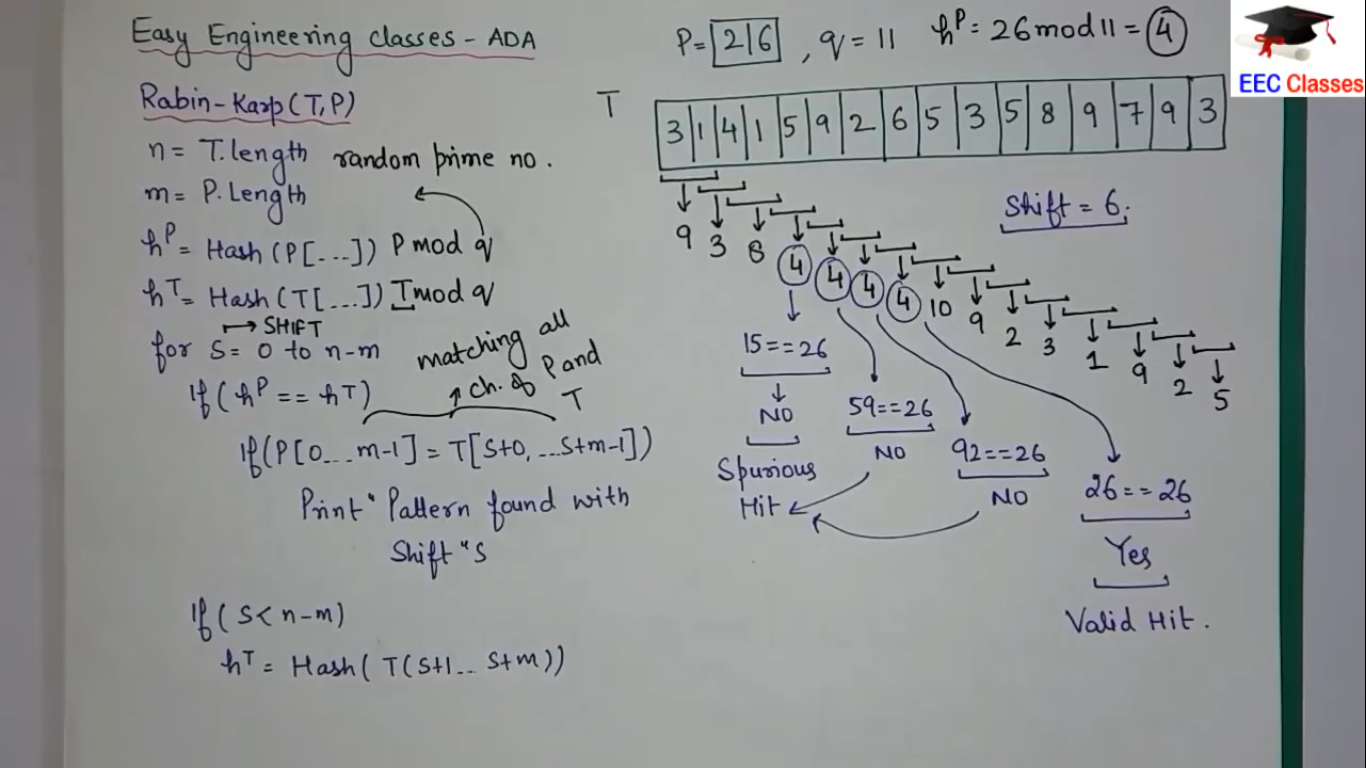 Easy Engineering classes - ADA
Rabin-Karp (T,P)
n = T.length random prime no.
m = P.Length
h^P = Hash (P[---]) P mod q
h^T = Hash (T[---]) T mod q
↦ SHIFT
for S = 0 to n-m
matching all
ch. of P and
T
If (h^P == h^T)
If (P[0...m-1] = T[S+0, ...S+m-1])
Print "Pattern found with
Shift "S
If (S < n-m)
h^T = Hash( T(S+1.. S+m))
P = 2 6 , q = 11 h^P = 26 mod 11 = 4
EEC Classes
T 3 1 4 1 5 9 2 6 5 3 5 8 9 7 9 3
Shift = 6.
9 3 8 4 4 4 4 10 9 2 3 1 9 2 5
15==26
NO
Spurious
Hit
59==26
NO
92==26
NO
26==26
Yes
Valid Hit.